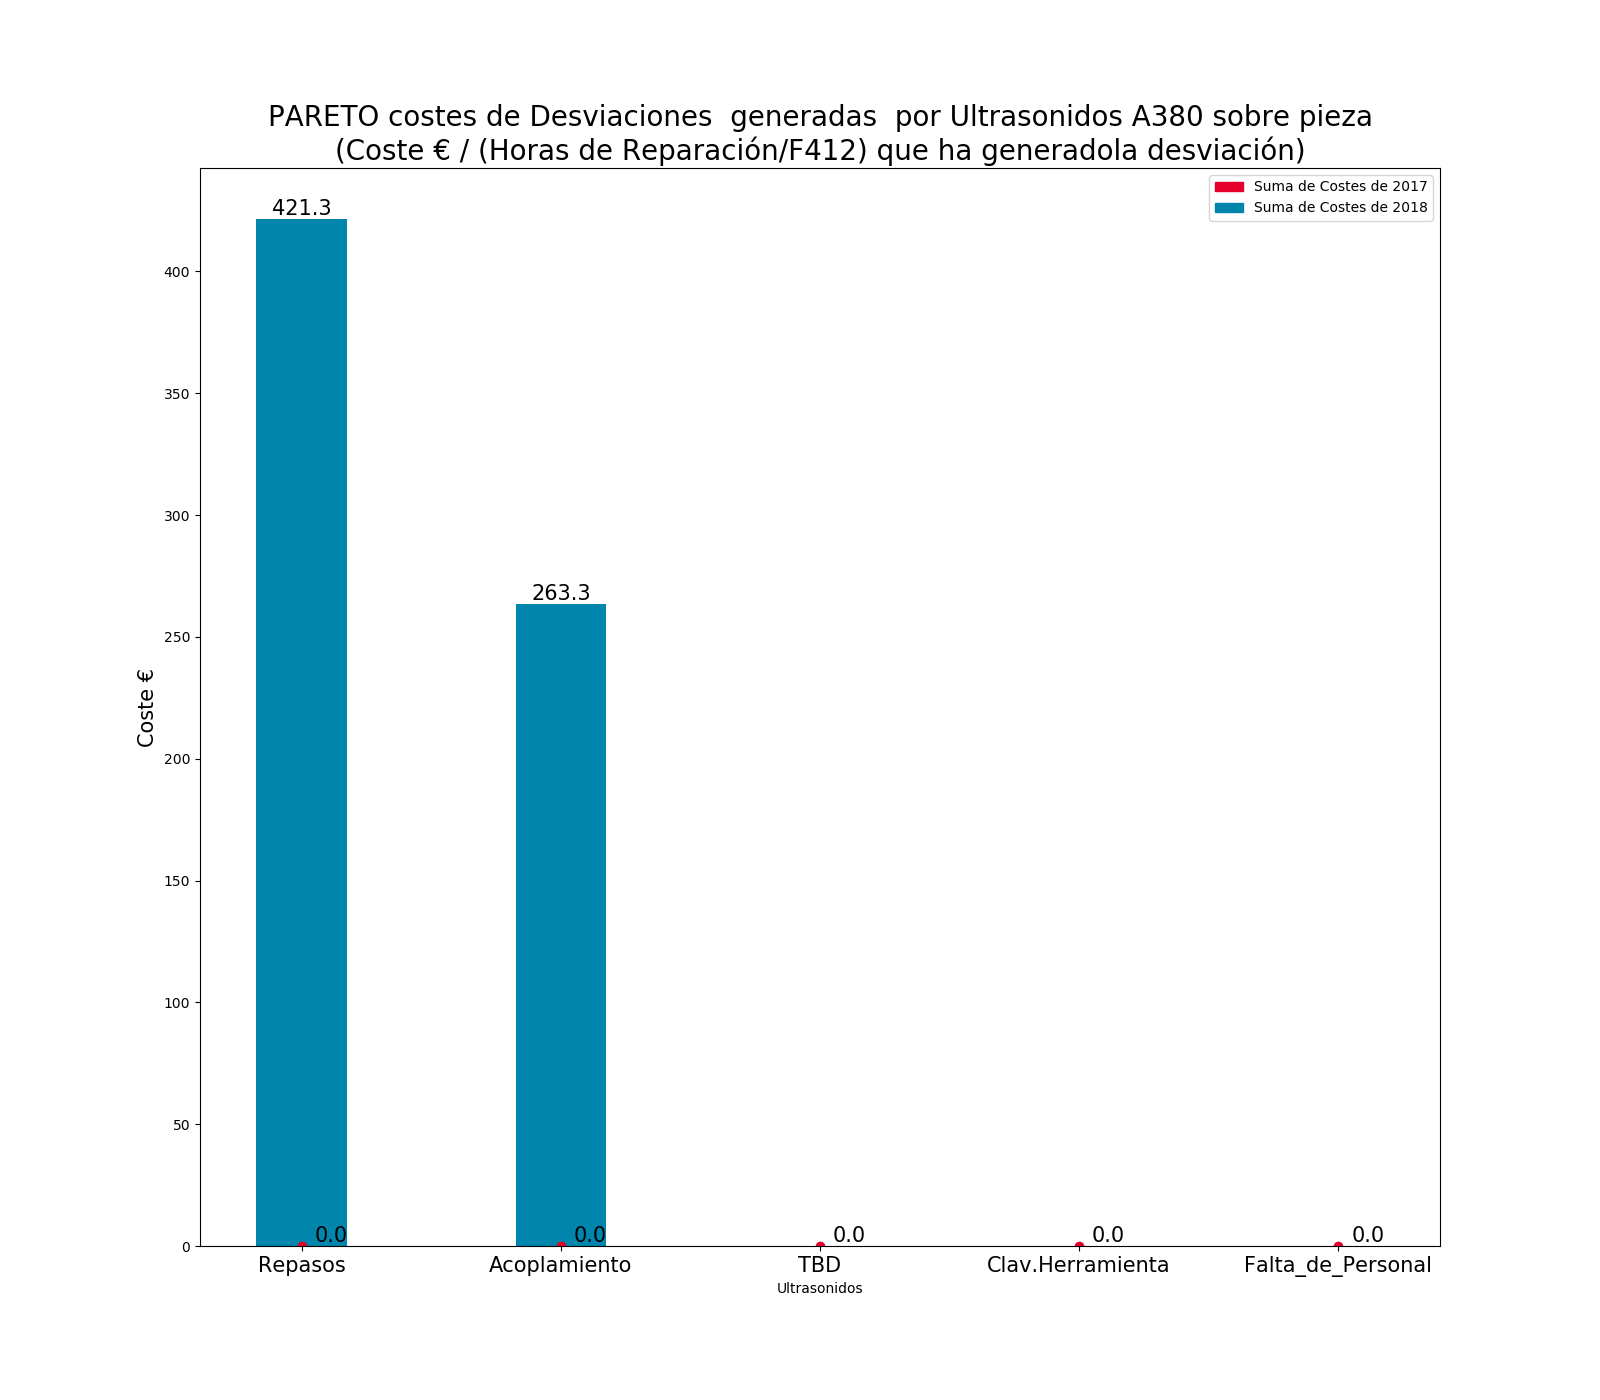 PARETO costes de Desviaciones  generadas  por Ultrasonidos A380 sobre pieza
(Coste € / (Horas de Reparación/F412) que ha generadola desviación)
Suma de Costes de 2017
Suma de Costes de 2018
421.3
400
350
300
263.3
250
Coste €
200
150
100
50
0
0.0
0.0
0.0
0.0
0.0
Repasos
Acoplamiento
TBD
Clav.Herramienta
Falta_de_Personal
Ultrasonidos